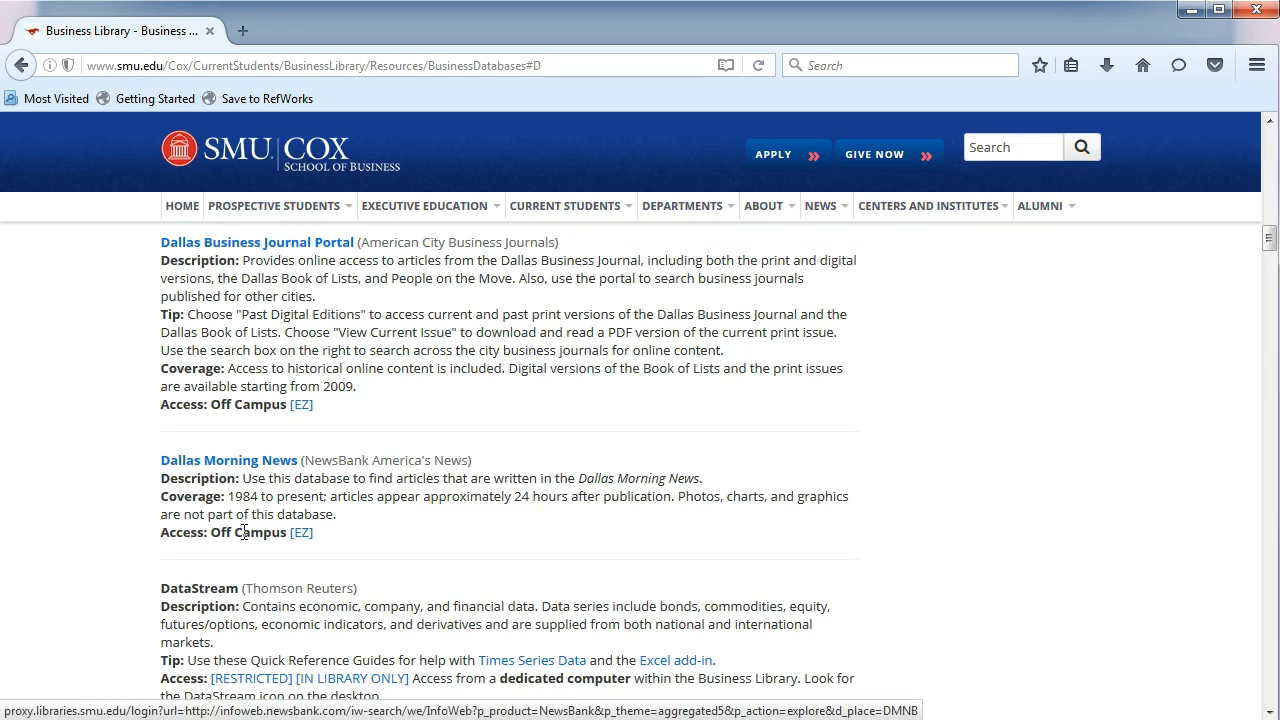 Business Library - Business ...
www.smu.edu/Cox/CurrentStudents/BusinessLibrary/Resources/BusinessDatabases#D
Search
Most Visited Getting Started Save to RefWorks
SMU. COX
SCHOOL OF BUSINESS
APPLY »
GIVE NOW »
Search
HOME PROSPECTIVE STUDENTS EXECUTIVE EDUCATION CURRENT STUDENTS DEPARTMENTS ABOUT NEWS CENTERS AND INSTITUTES ALUMNI
Dallas Business Journal Portal (American City Business Journals)
Description: Provides online access to articles from the Dallas Business Journal, including both the print and digital
versions, the Dallas Book of Lists, and People on the Move. Also, use the portal to search business journals
published for other cities.
Tip: Choose "Past Digital Editions" to access current and past print versions of the Dallas Business Journal and the
Dallas Book of Lists. Choose "View Current Issue" to download and read a PDF version of the current print issue.
Use the search box on the right to search across the city business journals for online content.
Coverage: Access to historical online content is included. Digital versions of the Book of Lists and the print issues
are available starting from 2009.
Access: Off Campus [EZ]
Dallas Morning News (NewsBank America's News)
Description: Use this database to find articles that are written in the Dallas Morning News.
Coverage: 1984 to present; articles appear approximately 24 hours after publication. Photos, charts, and graphics
are not part of this database.
Access: Off Campus [EZ]
DataStream (Thomson Reuters)
Description: Contains economic, company, and financial data. Data series include bonds, commodities, equity,
futures/options, economic indicators, and derivatives and are supplied from both national and international
markets.
Tip: Use these Quick Reference Guides for help with Times Series Data and the Excel add-in.
Access: [RESTRICTED] [IN LIBRARY ONLY] Access from a dedicated computer within the Business Library. Look for
the DataStream icon on the desktop.
proxy.libraries.smu.edu/login?url=http://infoweb.newsbank.com/iw-search/we/InfoWeb?p_product=NewsBank&p_theme=aggregated5&p_action=explore&d_place=DMNB